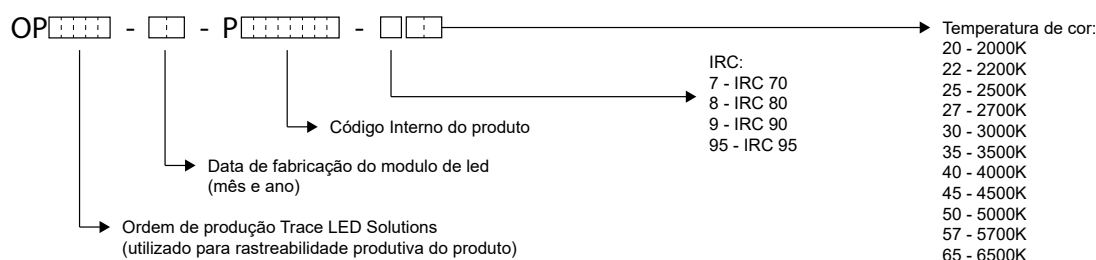 OP - - P -
Temperatura de cor:
20 - 2000K
22 - 2200K
25 - 2500K
27 - 2700K
30 - 3000K
35 - 3500K
40 - 4000K
45 - 4500K
50 - 5000K
57 - 5700K
65 - 6500K
IRC:
7 - IRC 70
8 - IRC 80
9 - IRC 90
95 - IRC 95
Código Interno do produto
Data de fabricação do modulo de led
(mês e ano)
Ordem de produção Trace LED Solutions
(utilizado para rastreabilidade produtiva do produto)